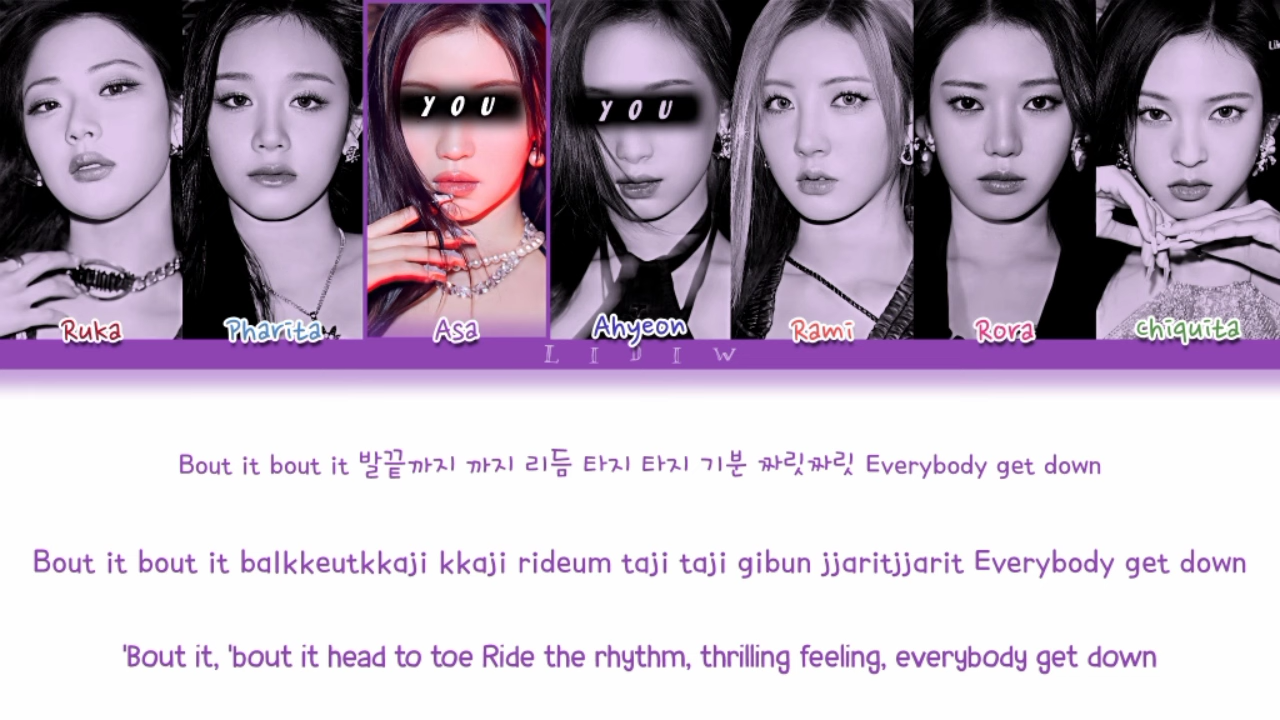 Y O U
Y O U
Ruka
Pharita
Asa
Ahyeon
Rami
Rora
Chiquita
Bout it bout it 발끝까지 까지 리듬 타지 타지 기분 짜릿짜릿 Everybody get down
Bout it bout it balkkeutkkaji kkaji rideum taji taji gibun jjaritjjarit Everybody get down
'Bout it, 'bout it head to toe Ride the rhythm, thrilling feeling, everybody get down